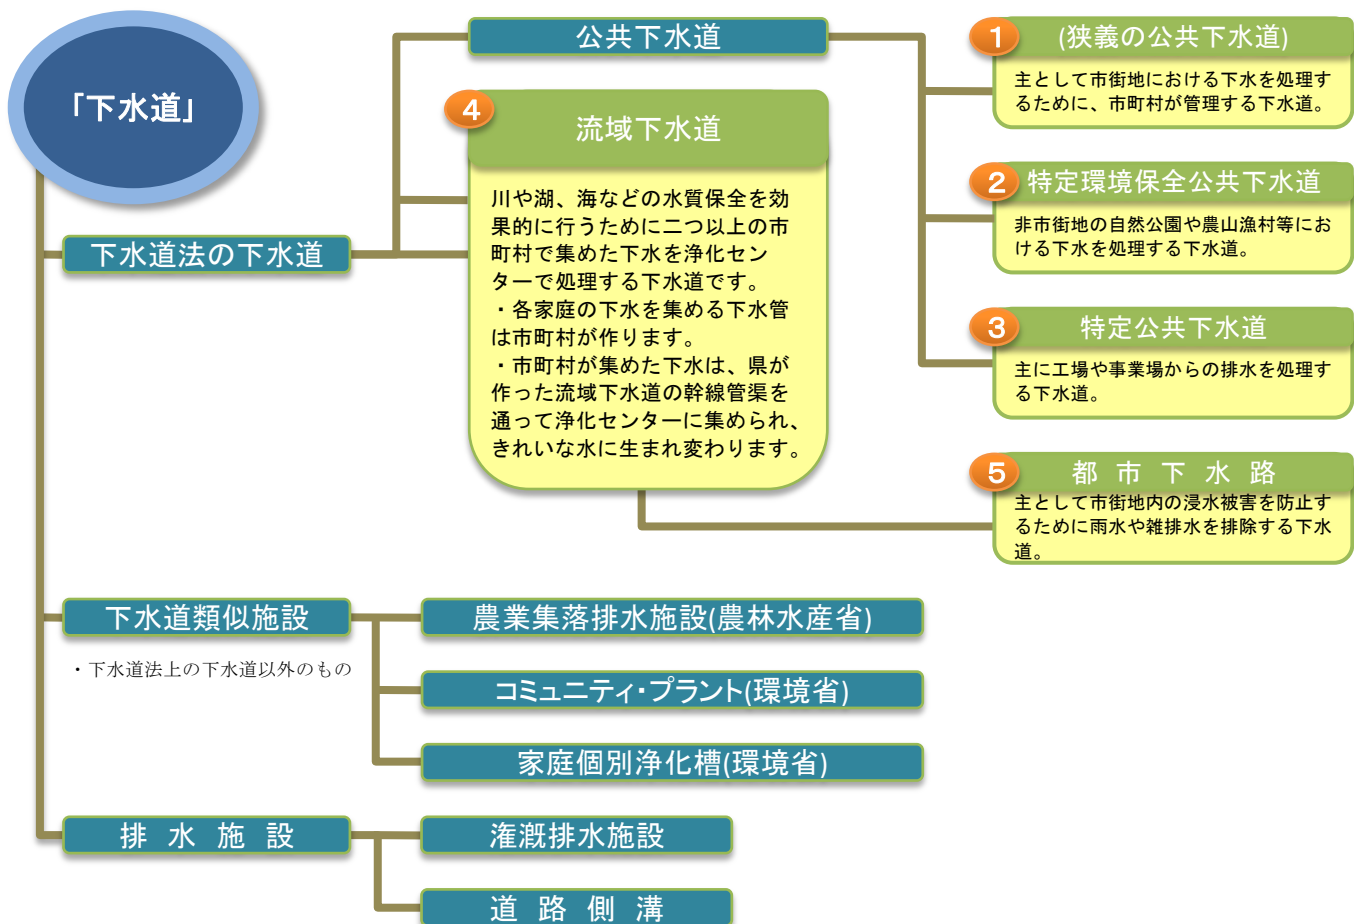 「下水道」
公共下水道
1
(狭義の公共下水道)
主として市街地における下水を処理す
るために、市町村が管理する下水道。
4
流域下水道
川や湖、海などの水質保全を効
果的に行うために二つ以上の市
町村で集めた下水を浄化セン
ターで処理する下水道です。
・各家庭の下水を集める下水管
は市町村が作ります。
・市町村が集めた下水は、県が
作った流域下水道の幹線管渠を
通って浄化センターに集められ、
きれいな水に生まれ変わります。
2
特定環境保全公共下水道
非市街地の自然公園や農山漁村等にお
ける下水を処理する下水道。
下水道法の下水道
3
特定公共下水道
主に工場や事業場からの排水を処理す
る下水道。
5
都 市 下 水 路
主として市街地内の浸水被害を防止す
るために雨水や雑排水を排除する下水
道。
下水道類似施設
・下水道法上の下水道以外のもの
農業集落排水施設(農林水産省)
コミュニティ・プラント(環境省)
家庭個別浄化槽(環境省)
排 水 施 設
潅漑排水施設
道 路 側 溝